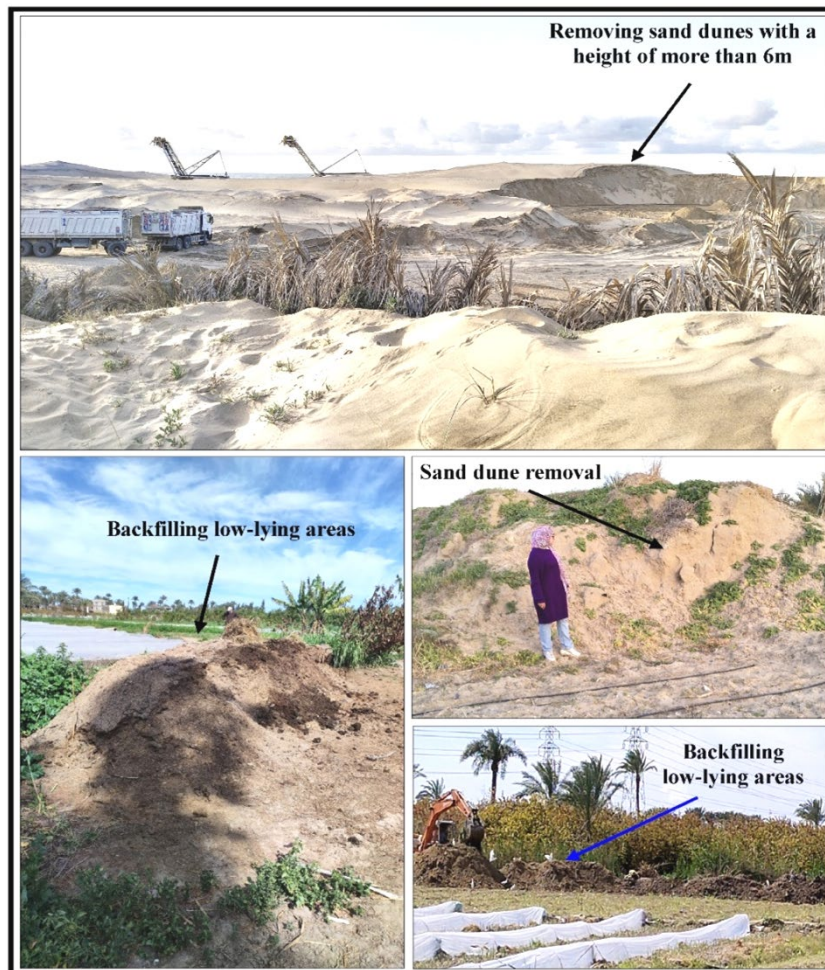 Removing sand dunes with a
height of more than 6m
Backfilling low-lying areas
Sand dune removal
Backfilling
low-lying areas